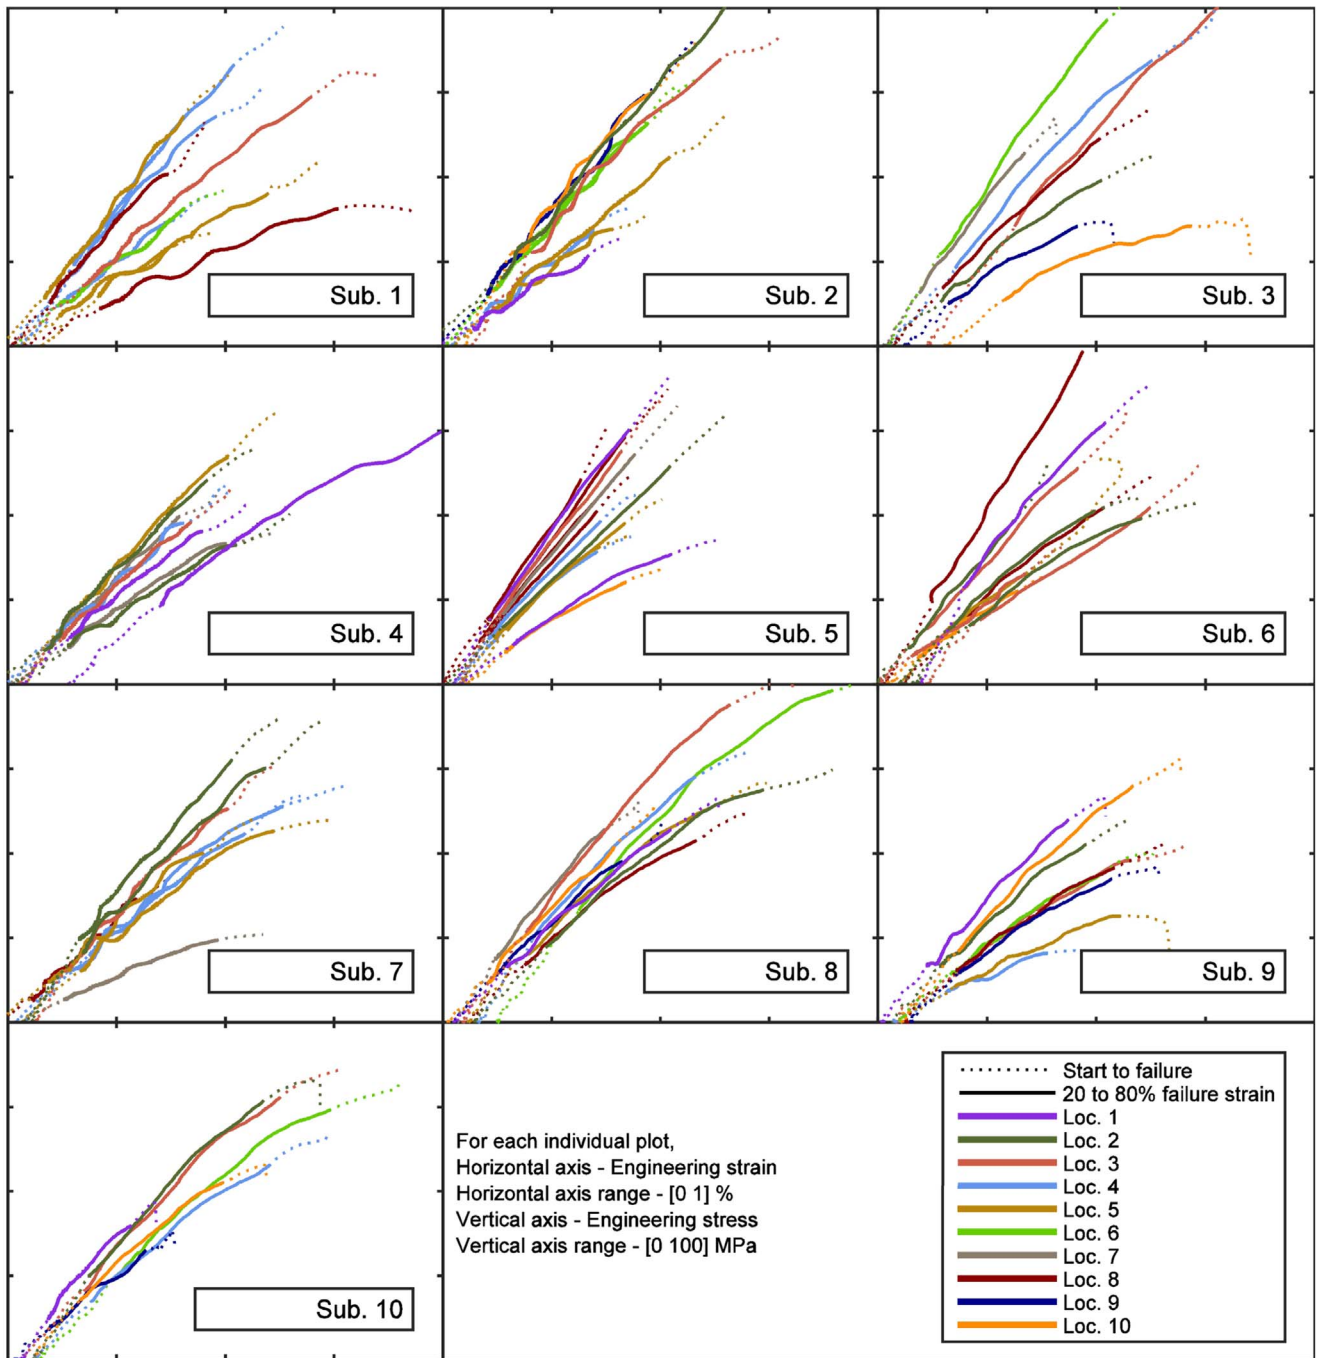 Sub. 1
Sub. 2
Sub. 3
Sub. 4
Sub. 5
Sub. 6
Sub. 7
Sub. 8
Sub. 9
Sub. 10
For each individual plot,
Horizontal axis - Engineering strain
Horizontal axis range - [0 1] %
Vertical axis - Engineering stress
Vertical axis range - [0 100] MPa
Start to failure
20 to 80% failure strain
Loc. 1
Loc. 2
Loc. 3
Loc. 4
Loc. 5
Loc. 6
Loc. 7
Loc. 8
Loc. 9
Loc. 10